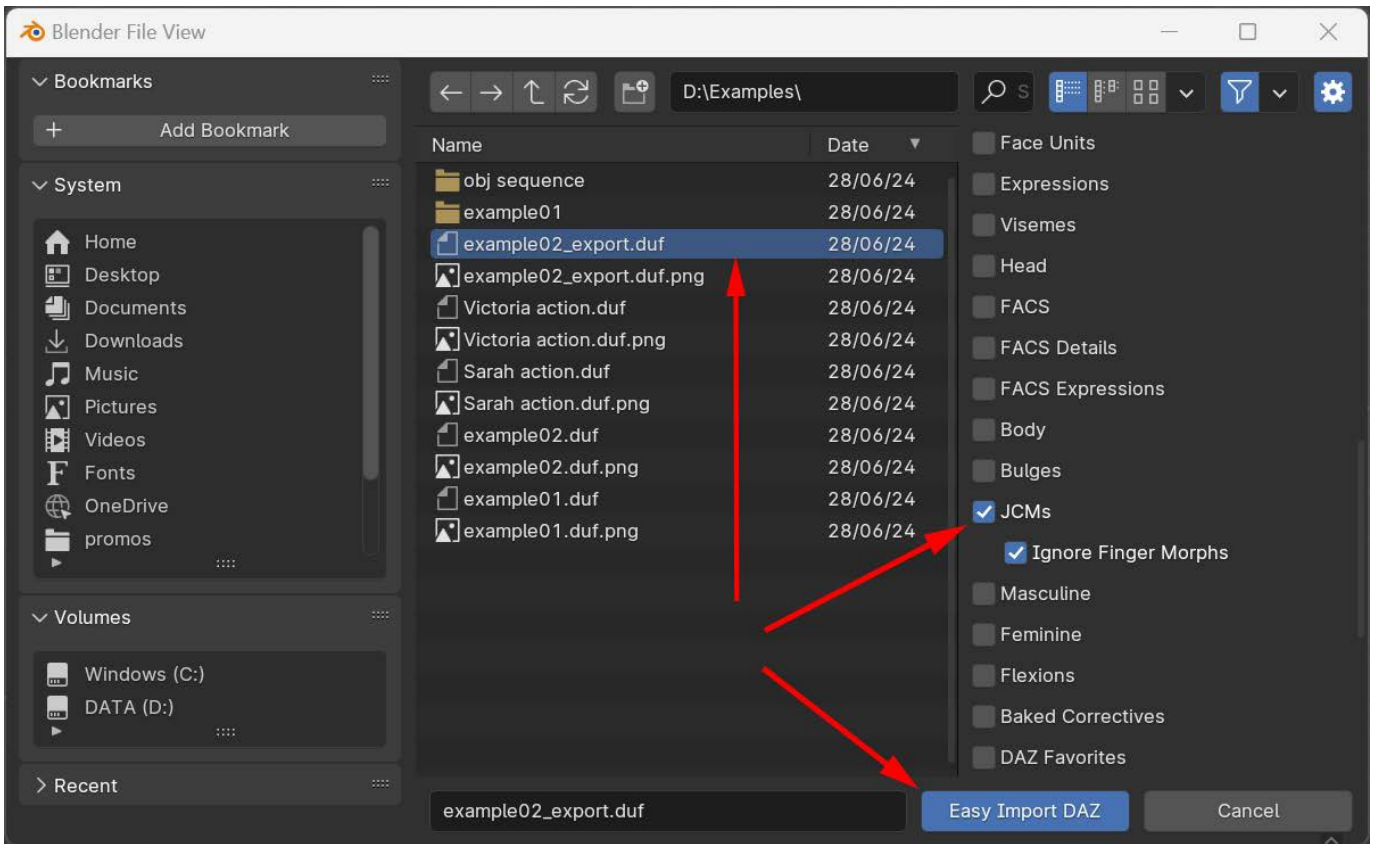 Blender File View
Bookmarks
+ Add Bookmark
System
Home
Desktop
Documents
Downloads
Music
Pictures
Videos
Fonts
OneDrive
promos
Volumes
Windows (C:)
DATA (D:)
Recent
D:\Examples\
S
Name Date
obj sequence 28/06/24
example01 28/06/24
example02_export.duf 28/06/24
example02_export.duf.png 28/06/24
Victoria action.duf 28/06/24
Victoria action.duf.png 28/06/24
Sarah action.duf 28/06/24
Sarah action.duf.png 28/06/24
example02.duf 28/06/24
example02.duf.png 28/06/24
example01.duf 28/06/24
example01.duf.png 28/06/24
Face Units
Expressions
Visemes
Head
FACS
FACS Details
FACS Expressions
Body
Bulges
JCMs
Ignore Finger Morphs
Masculine
Feminine
Flexions
Baked Correctives
DAZ Favorites
example02_export.duf
Easy Import DAZ
Cancel